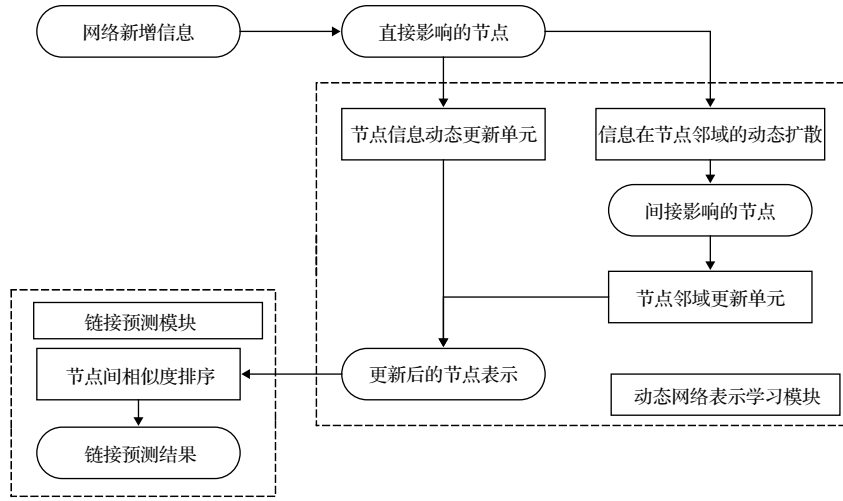 网络新增信息
直接影响的节点
节点信息动态更新单元
信息在节点邻域的动态扩散
间接影响的节点
节点邻域更新单元
链接预测模块
节点间相似度排序
更新后的节点表示
动态网络表示学习模块
链接预测结果